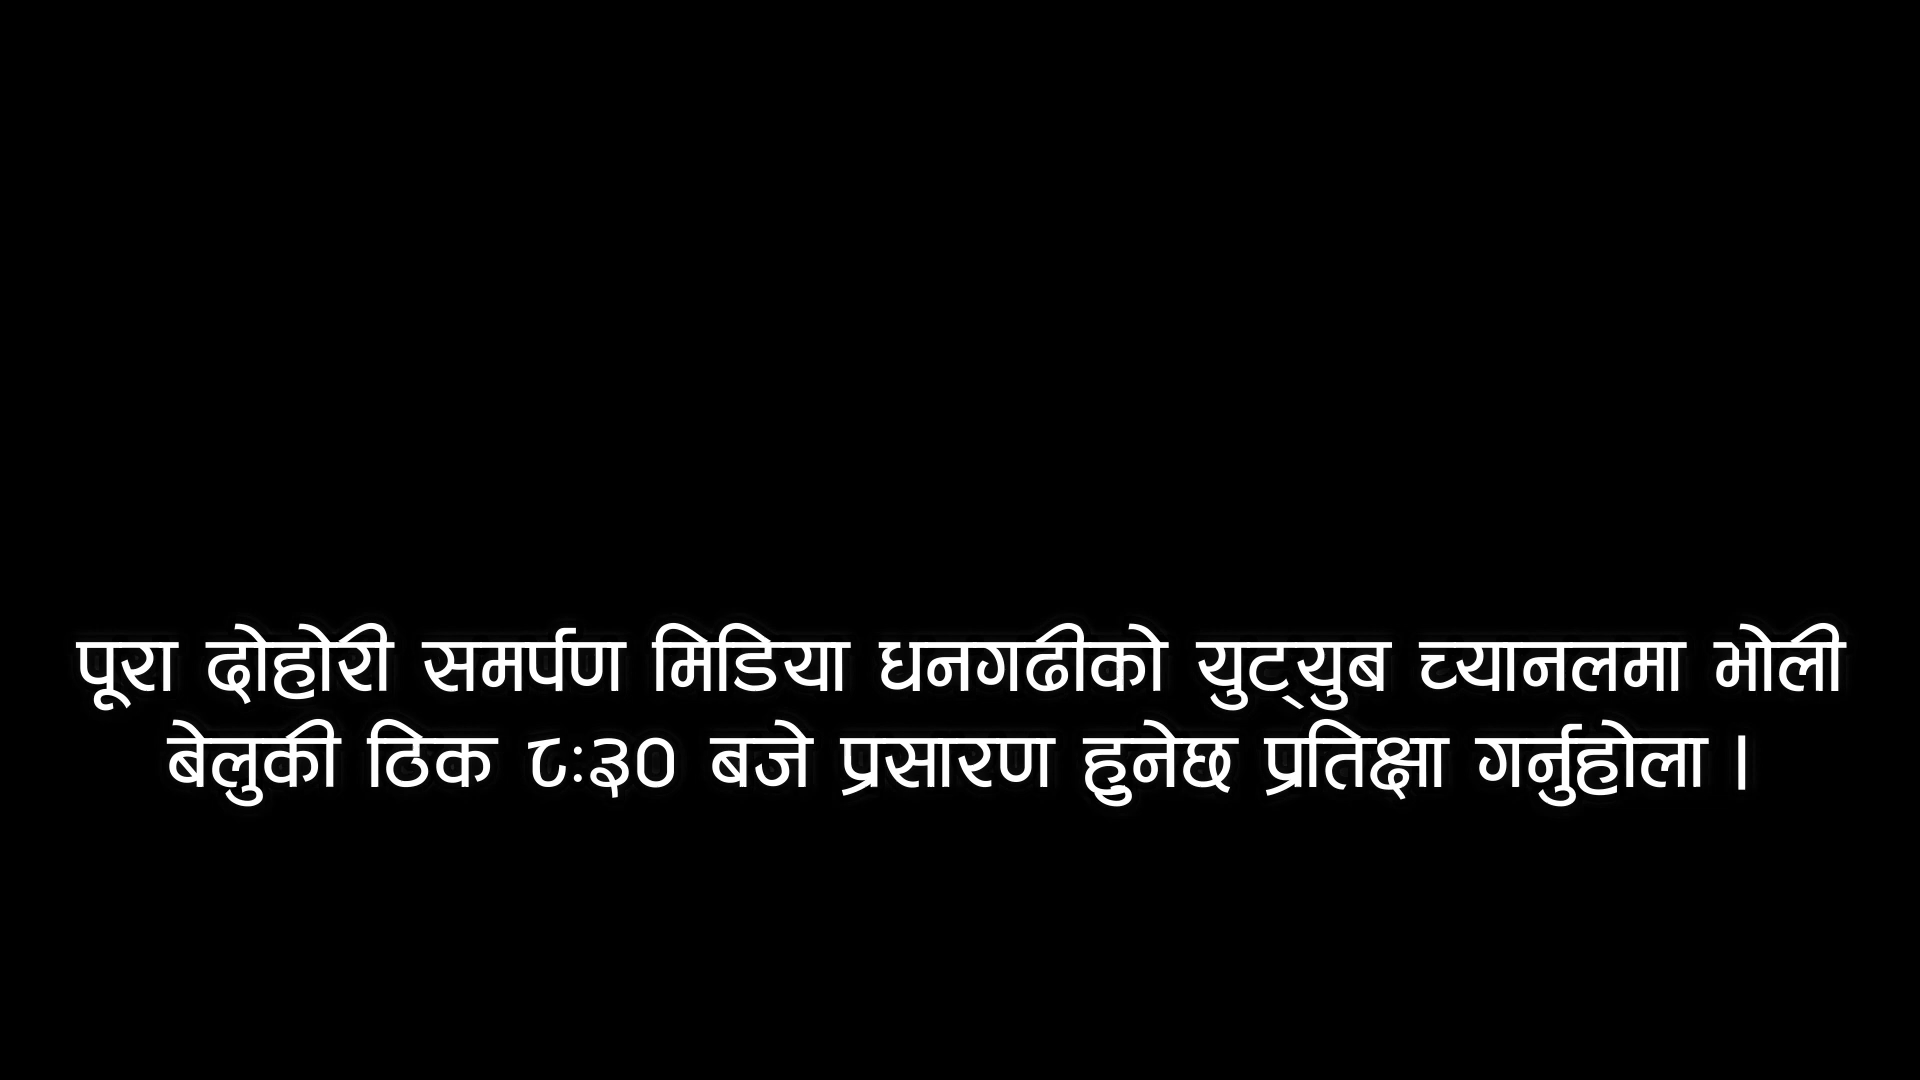 पूरा दोहोरी समर्पण मिडिया धनगढीको युट्‌युब च्यानलमा भोली
बेलुकी ठिक ८:३० बजे प्रसारण हुनेछ प्रतिक्षा गर्नुहोला ।